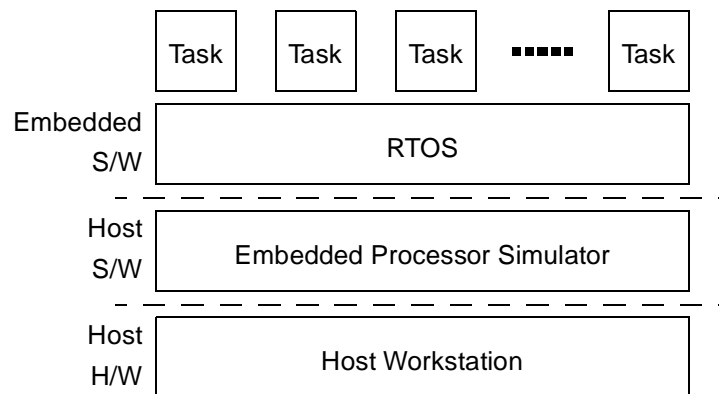 Task Task Task Task
Embedded
S/W
RTOS
Host
S/W
Embedded Processor Simulator
Host
H/W
Host Workstation